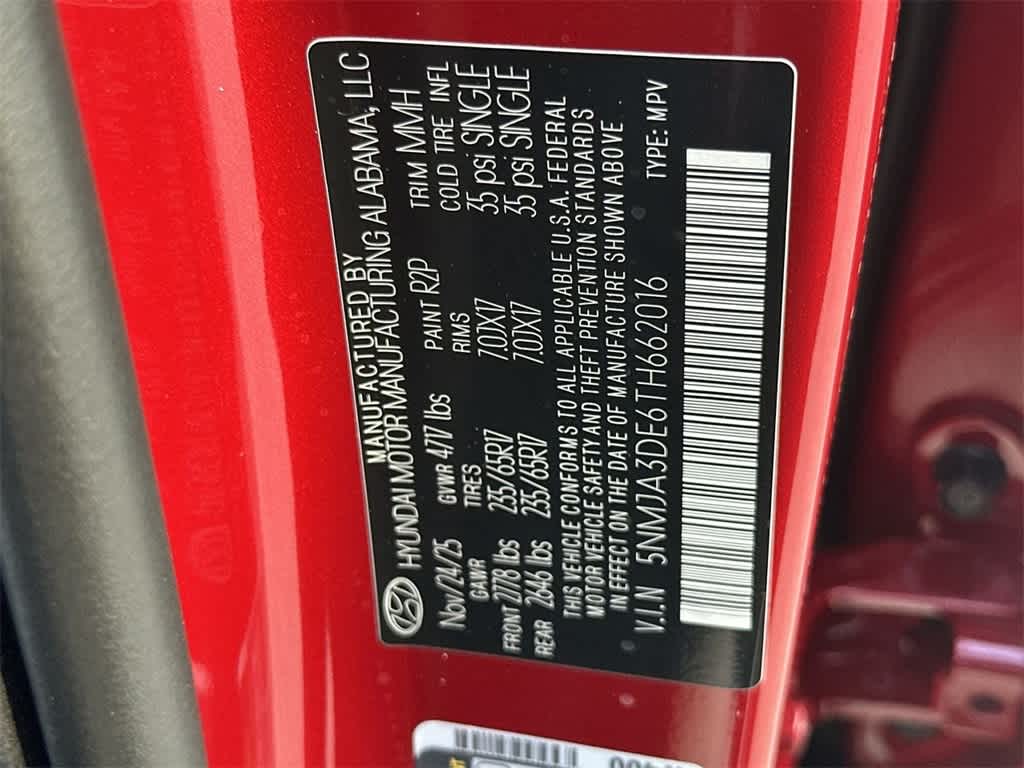 MANUFACTURED BY
HYUNDAI MOTOR MANUFACTURING ALABAMA, LLC
Nov/24/25 GVWR 4717 lbs PAINT R2P TRIM MMH
GAWR TIRES RMS COLD TIRE INFL
FRONT 2778 lbs 235/65R17 7.0JX17 35 psi SINGLE
REAR 2646 lbs 235/65R17 7.0JX17 35 psi SINGLE
THIS VEHICLE CONFORMS TO ALL APPLICABLE U.S.A. FEDERAL
MOTOR VEHICLE SAFETY AND THEFT PREVENTION STANDARDS
IN EFFECT ON THE DATE OF MANUFACTURE SHOWN ABOVE
V.I.N 5NMJA3DE6TH662016 TYPE: MPV